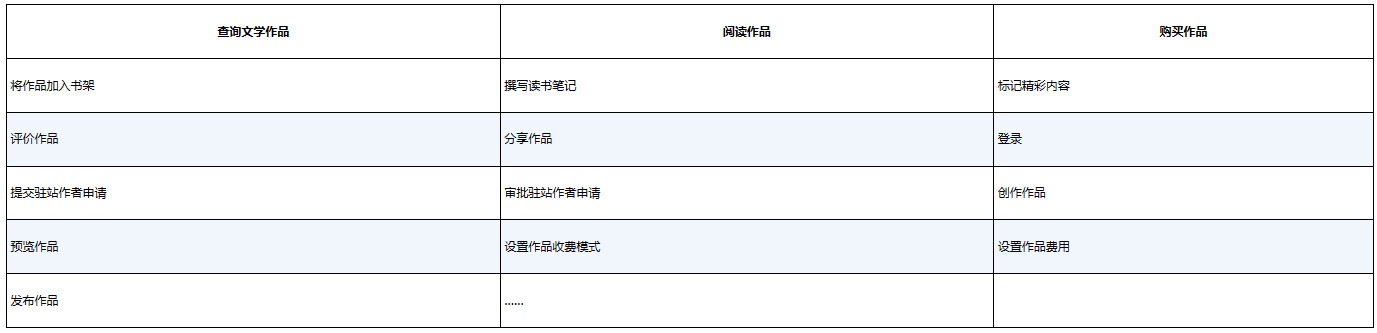 查询文学作品 阅读作品 购买作品
将作品加入书架 撰写读书笔记 标记精彩内容
评价作品 分享作品 登录
提交驻站作者申请 审批驻站作者申请 创作作品
预览作品 设置作品收费模式 设置作品费用
发布作品 ......